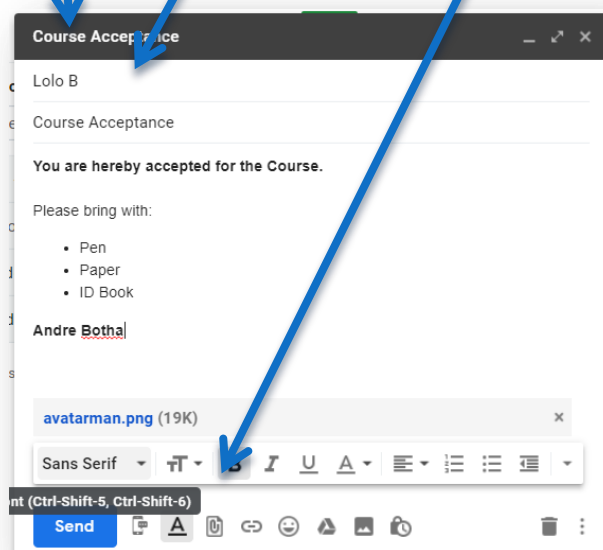 Course Acceptance
Lolo B
Course Acceptance
You are hereby accepted for the Course.
Please bring with:
• Pen
• Paper
• ID Book
Andre Botha
avatarman.png (19K)
Sans Serif B I U A
(Ctrl-Shift-5, Ctrl-Shift-6)
Send A